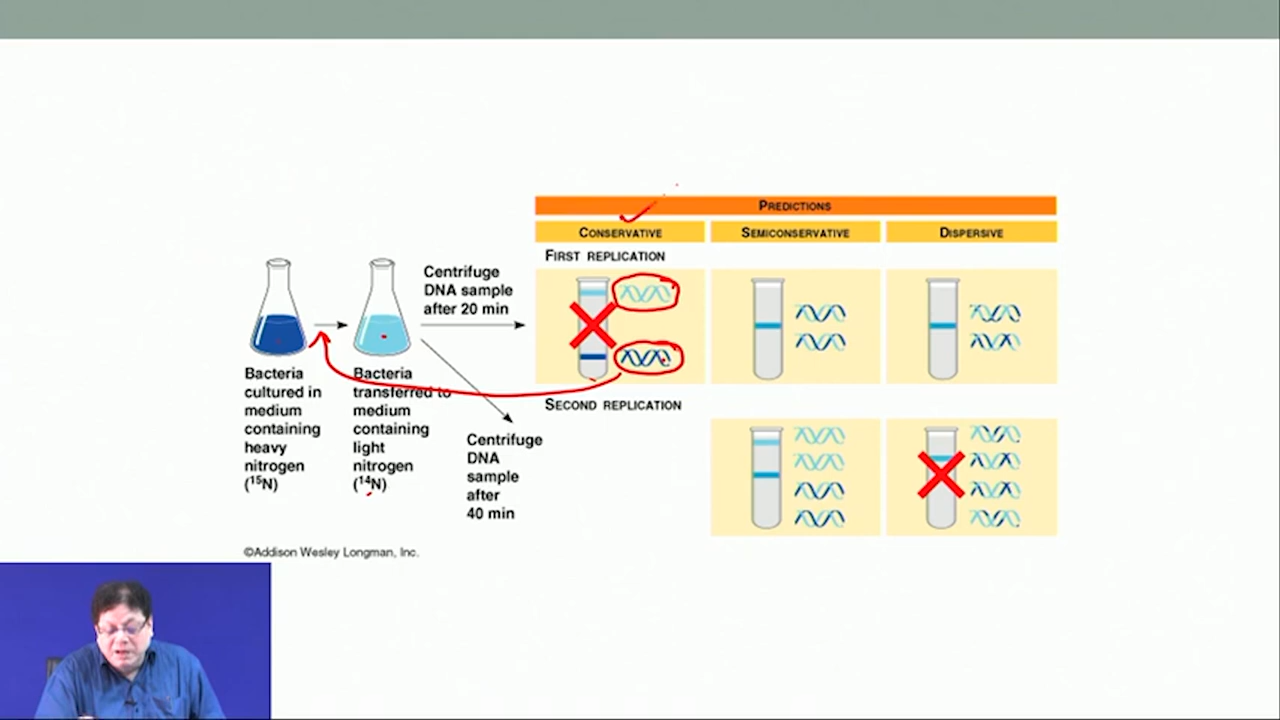 PREDICTIONS
CONSERVATIVE
SEMICONSERVATIVE
DISPERSIVE
FIRST REPLICATION
Centrifuge
DNA sample
after 20 min
Bacteria
cultured in
medium
containing
heavy
nitrogen
(¹⁵N)
Bacteria
transferred to
medium
containing
light
nitrogen
(¹⁴N)
SECOND REPLICATION
Centrifuge
DNA
sample
after
40 min
©Addison Wesley Longman, Inc.